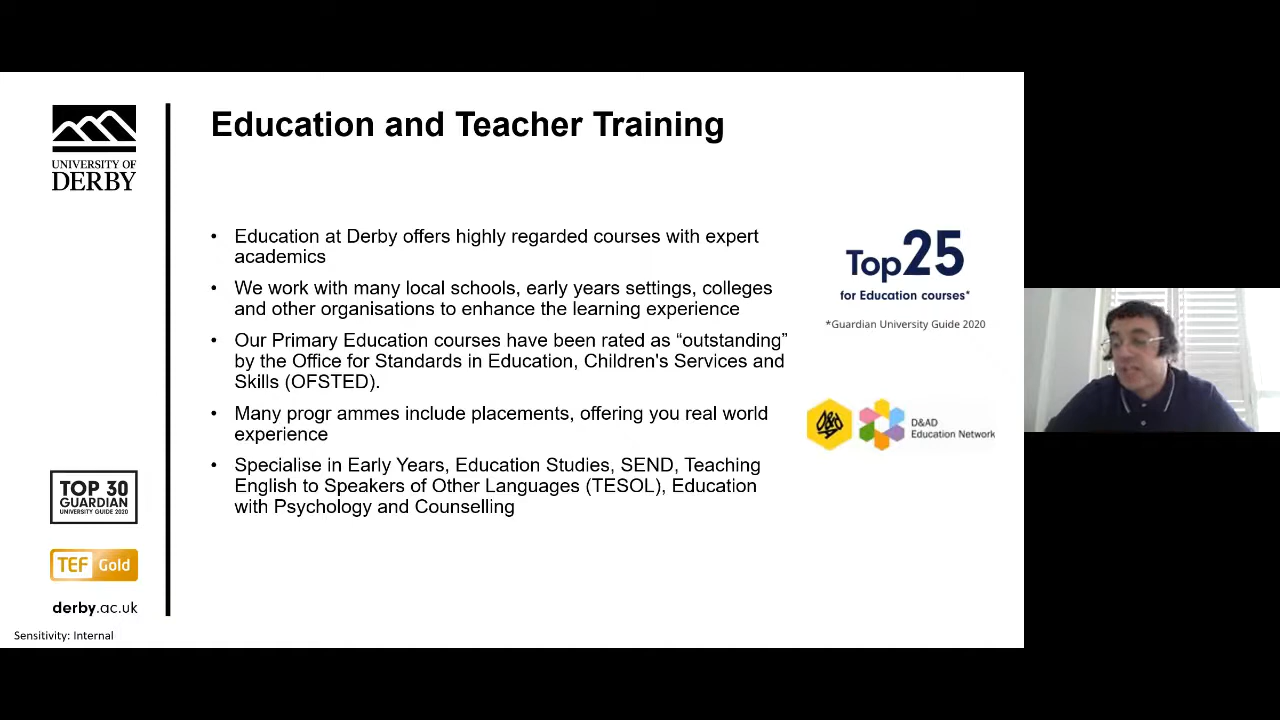 UNIVERSITY OF
DERBY
Education and Teacher Training
• Education at Derby offers highly regarded courses with expert
academics
• We work with many local schools, early years settings, colleges
and other organisations to enhance the learning experience
• Our Primary Education courses have been rated as “outstanding”
by the Office for Standards in Education, Children's Services and
Skills (OFSTED).
• Many progr ammes include placements, offering you real world
experience
• Specialise in Early Years, Education Studies, SEND, Teaching
English to Speakers of Other Languages (TESOL), Education
with Psychology and Counselling
Top25
for Education courses*
*Guardian University Guide 2020
D&AD
D&AD
Education Network
TOP 30
GUARDIAN
UNIVERSITY GUIDE 2020
TEF Gold
derby.ac.uk
Sensitivity: Internal